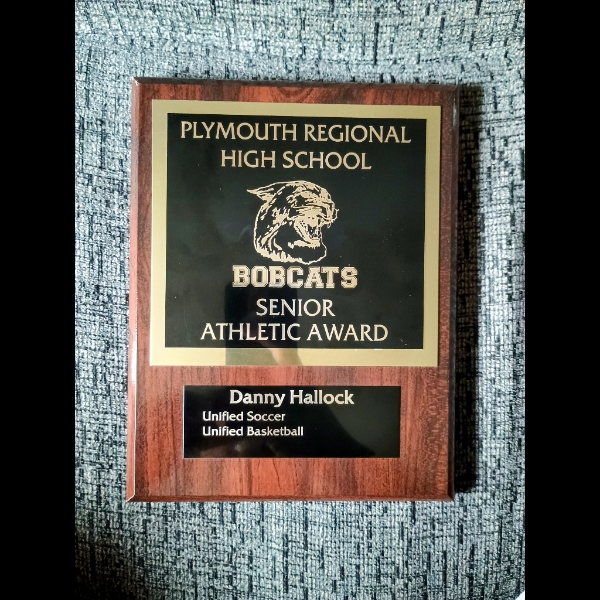 PLYMOUTH REGIONAL
HIGH SCHOOL
BOBCATS
SENIOR
ATHLETIC AWARD
Danny Hallock
Unified Soccer
Unified Basketball